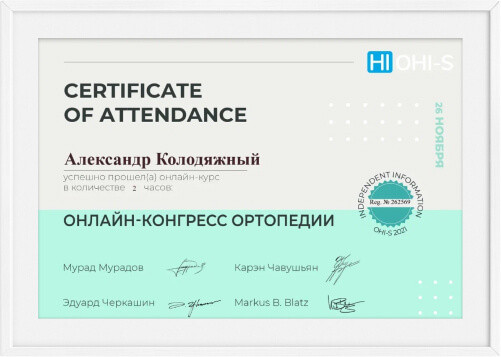 HI OHI-S
CERTIFICATE
OF ATTENDANCE
26 НОЯБРЯ
Александр Колодяжный
успешно прошел(а) онлайн-курс
в количестве 2 часов:
INDEPENDENT INFORMATION
Reg. № 262369
OHI-S 2021
ОНЛАЙН-КОНГРЕСС ОРТОПЕДИИ
Мурад Мурадов
Карэн Чавушьян
Эдуард Черкашин
Markus B. Blatz